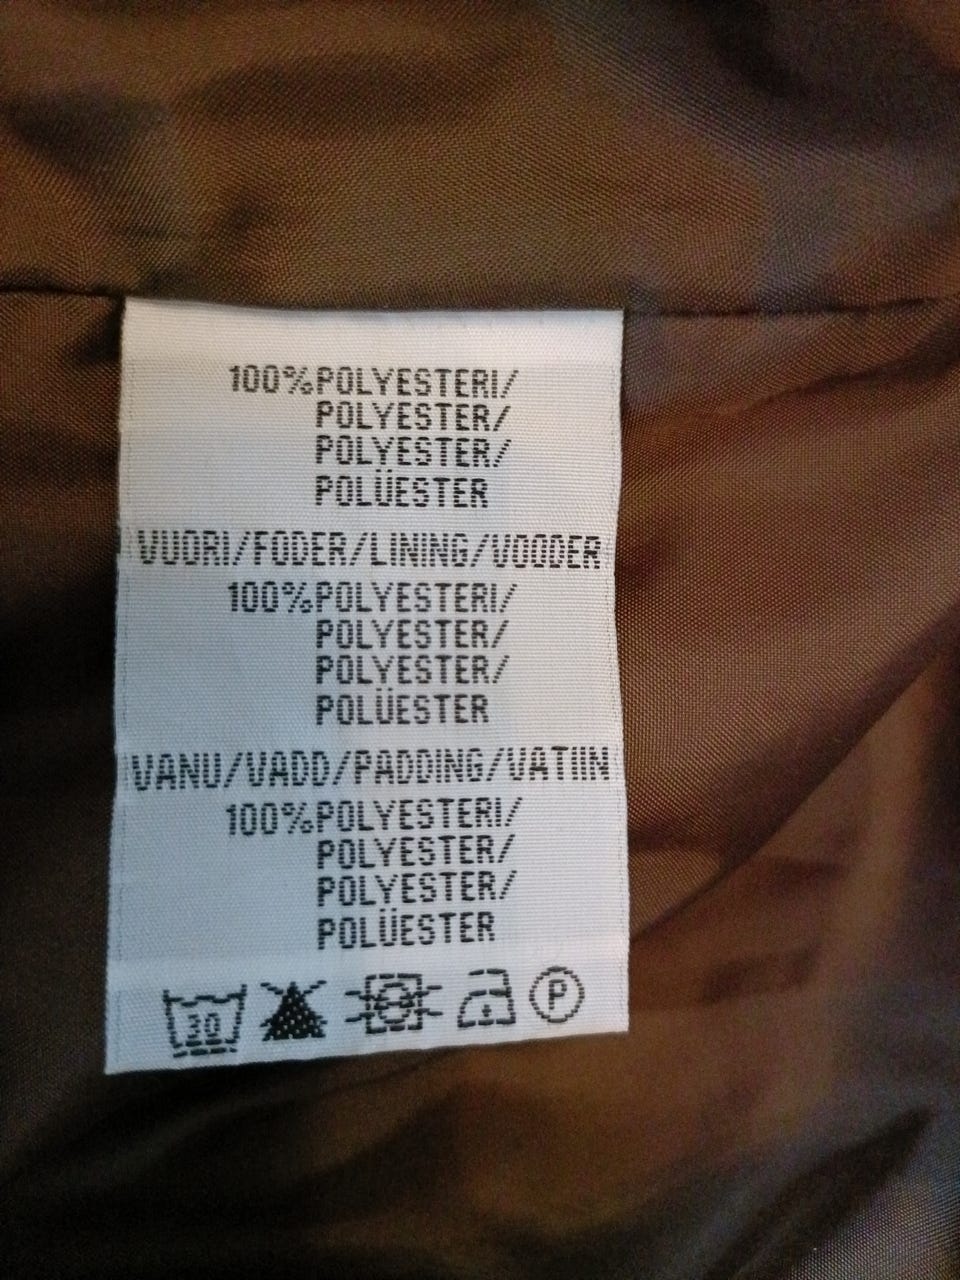 100%POLYESTERI/
POLYESTER/
POLYESTER/
POLÜESTER
VUORI/FODER/LINING/VOODER
100%POLYESTERI/
POLYESTER/
POLYESTER/
POLÜESTER
VANU/VADD/PADDING/VATIIN
100%POLYESTERI/
POLYESTER/
POLYESTER/
POLÜESTER
30 P